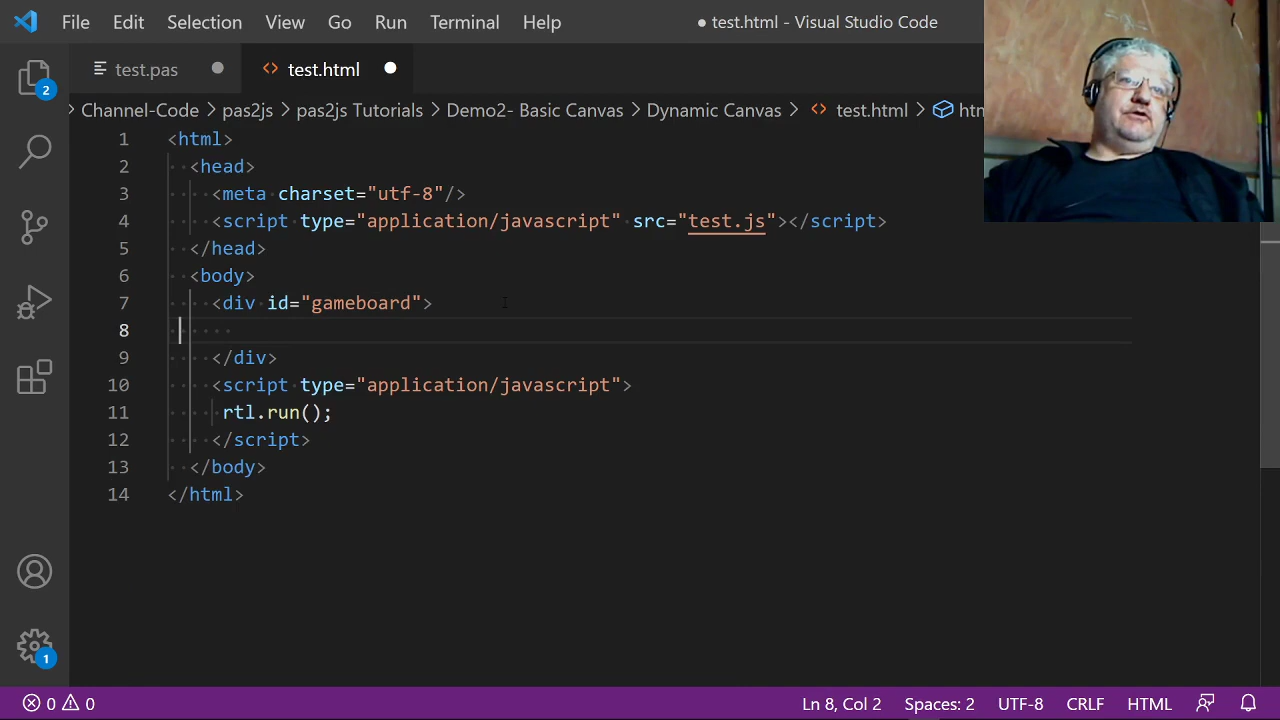 File Edit Selection View Go Run Terminal Help ● test.html - Visual Studio Code
test.pas ● <> test.html ●
> Channel-Code > pas2js > pas2js Tutorials > Demo2- Basic Canvas > Dynamic Canvas > <> test.html >
1 <html>
2 <head>
3 <meta charset="utf-8"/>
4 <script type="application/javascript" src="test.js"></script>
5 </head>
6 <body>
7 <div id="gameboard">
8
9 </div>
10 <script type="application/javascript">
11 rtl.run();
12 </script>
13 </body>
14 </html>
2
1
0 0 Ln 8, Col 2 Spaces: 2 UTF-8 CRLF HTML